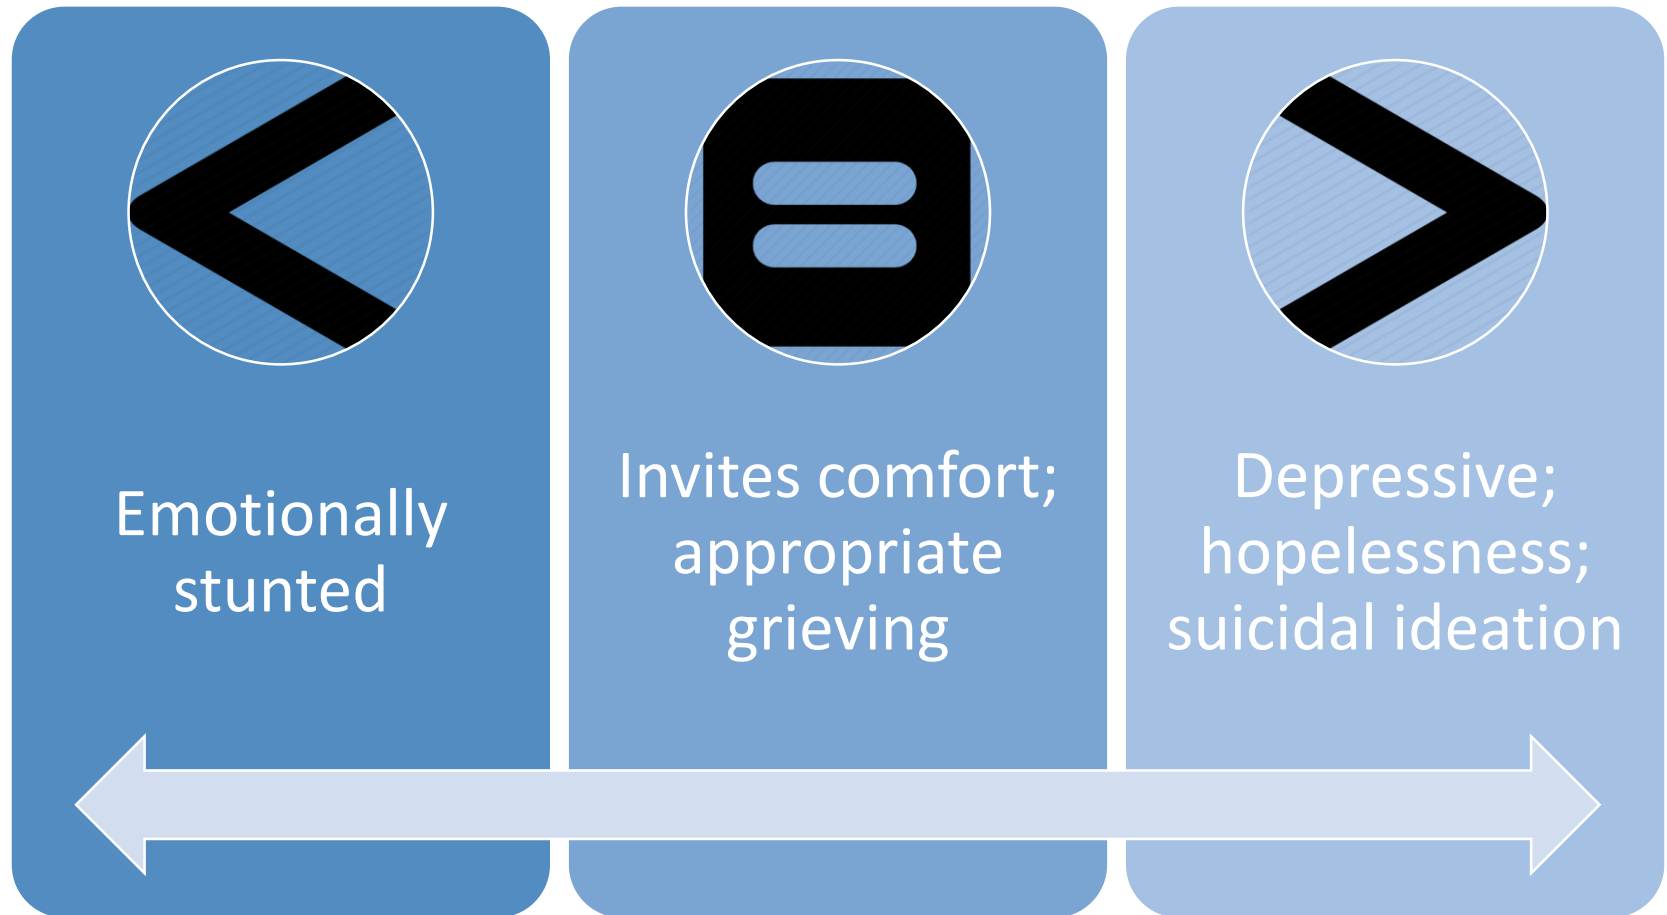 <
=
>
Emotionally
stunted
Invites comfort;
appropriate
grieving
Depressive;
hopelessness;
suicidal ideation